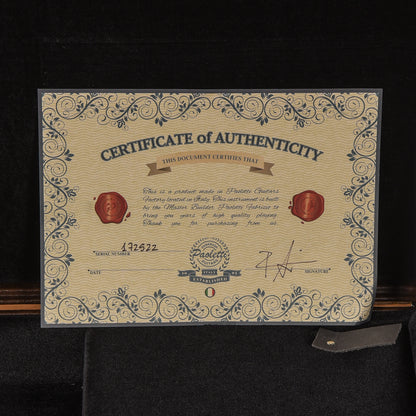 CERTIFICATE of AUTHENTICITY
THIS DOCUMENT CERTIFIES THAT
This is a product made in Paoletti Guitars
Factory located in Italy. This instrument is built
by the Master Builder Paoletti Fabrizio to
bring you years of high quality playing.
Thank you for purchasing from us.
172522
SERIAL NUMBER
DATE
Paoletti
ESTABLISHED
SIGNATURE